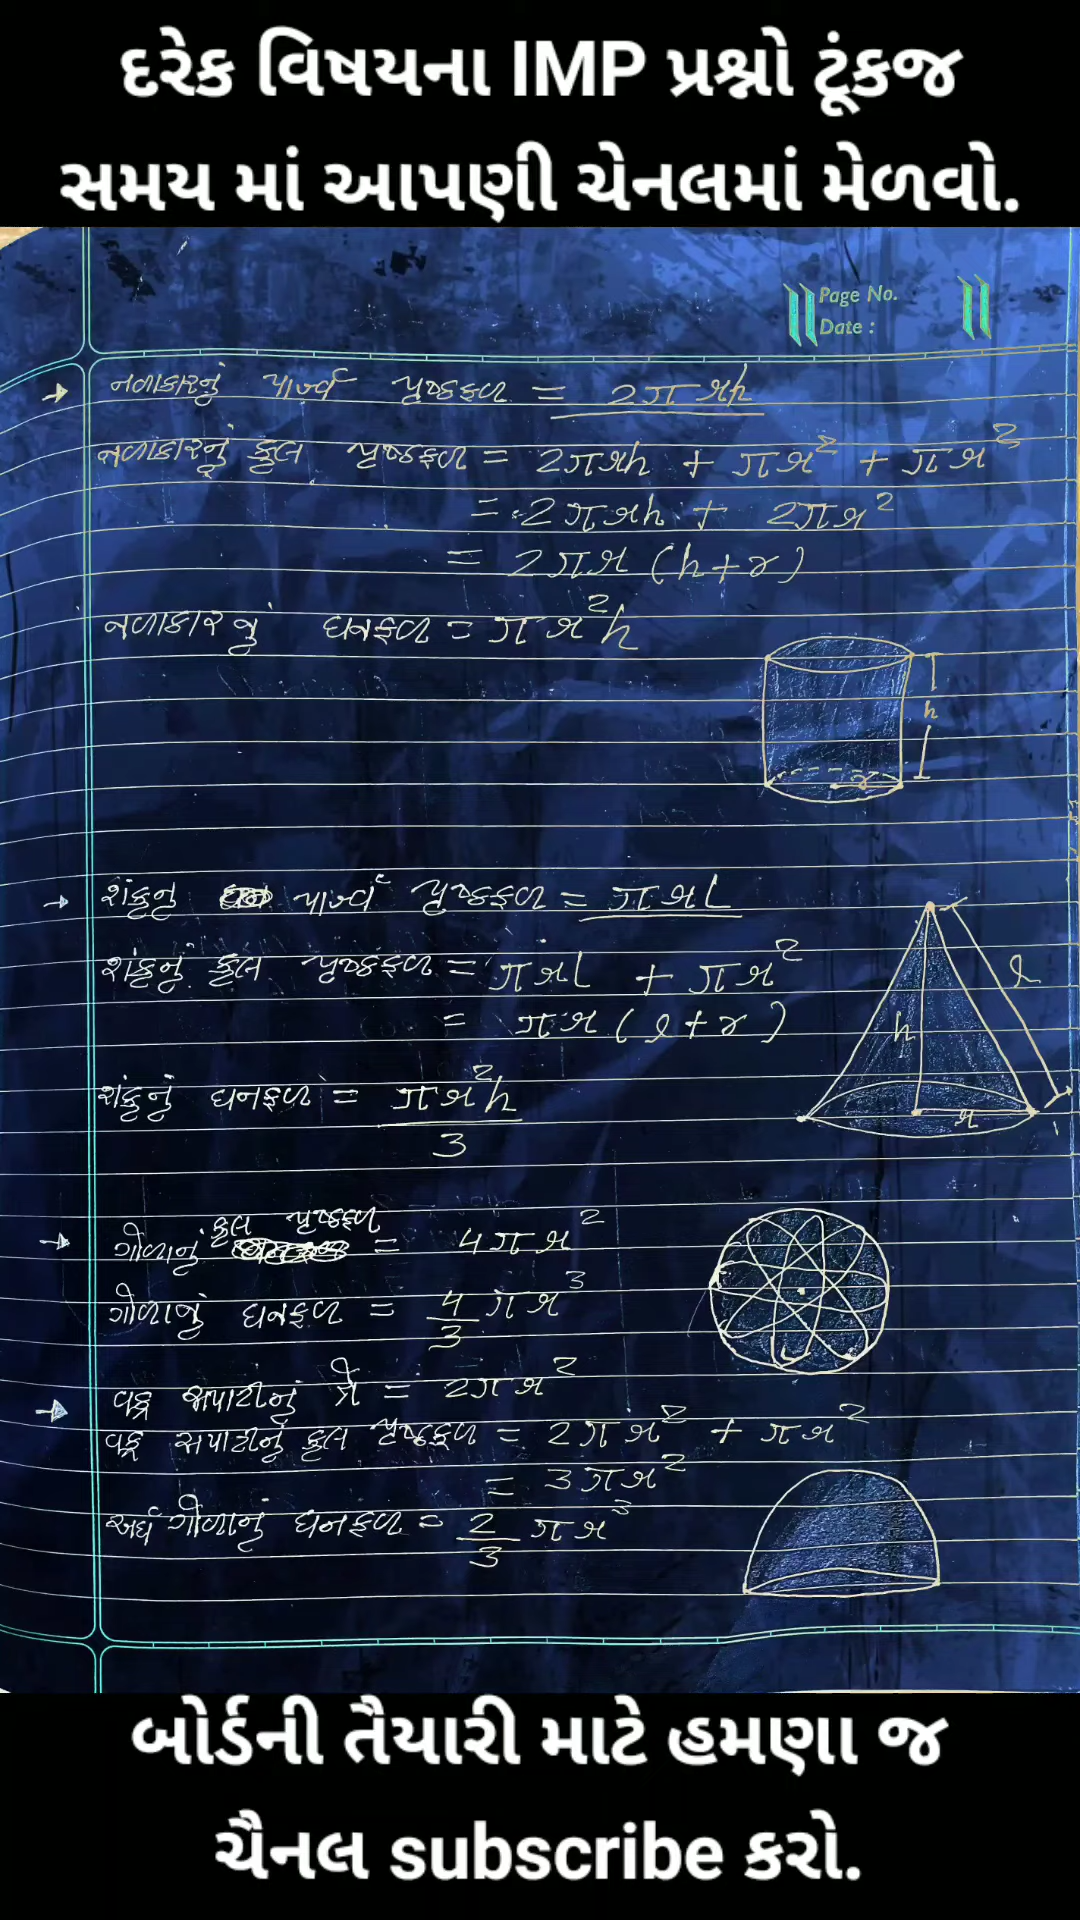 દરેક વિષયના IMP પ્રશ્નો ટૂંકજ
સમય માં આપણી ચેનલમાં મેળવો.
Page No.
Date :
નળાકારનું પાર્શ્વ પૃષ્ઠફળ = 2πrh
નળાકારનું કુલ પૃષ્ઠફળ = 2πrh + πr² + πr²
= 2πrh + 2πr²
= 2πr (h+r)
નળાકારનું ઘનફળ = πr²h
h
r
શંકુનુ પાર્શ્વ પૃષ્ઠફળ = πrl
શંકુનું કુલ પૃષ્ઠફળ = πrl + πr²
= πr (l+r)
l
h
r
શંકુનું ઘનફળ = πr²h / 3
ગોળાનું કુલ પૃષ્ઠફળ = 4πr²
ગોળાનું ઘનફળ = 4/3 πr³
વક્ર સપાટીનું ક્ષે = 2πr²
વક્ર સપાટીનું કુલ પૃષ્ઠફળ = 2πr² + πr²
= 3πr²
અર્ધ ગોળાનું ઘનફળ = 2/3 πr³
બોર્ડની તૈયારી માટે હમણા જ
ચૈનલ subscribe કરો.